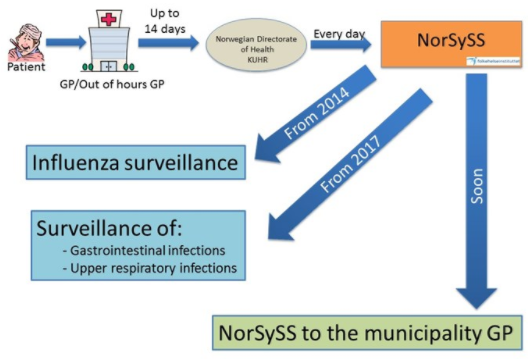 Up to
14 days
Patient
GP/Out of hours GP
Norwegian Directorate
of Health
KUHR
Every day
NorSySS
Folkehelseinstituttet
From 2014
From 2017
Soon
Influenza surveillance
Surveillance of:
- Gastrointestinal infections
- Upper respiratory infections
NorSySS to the municipality GP